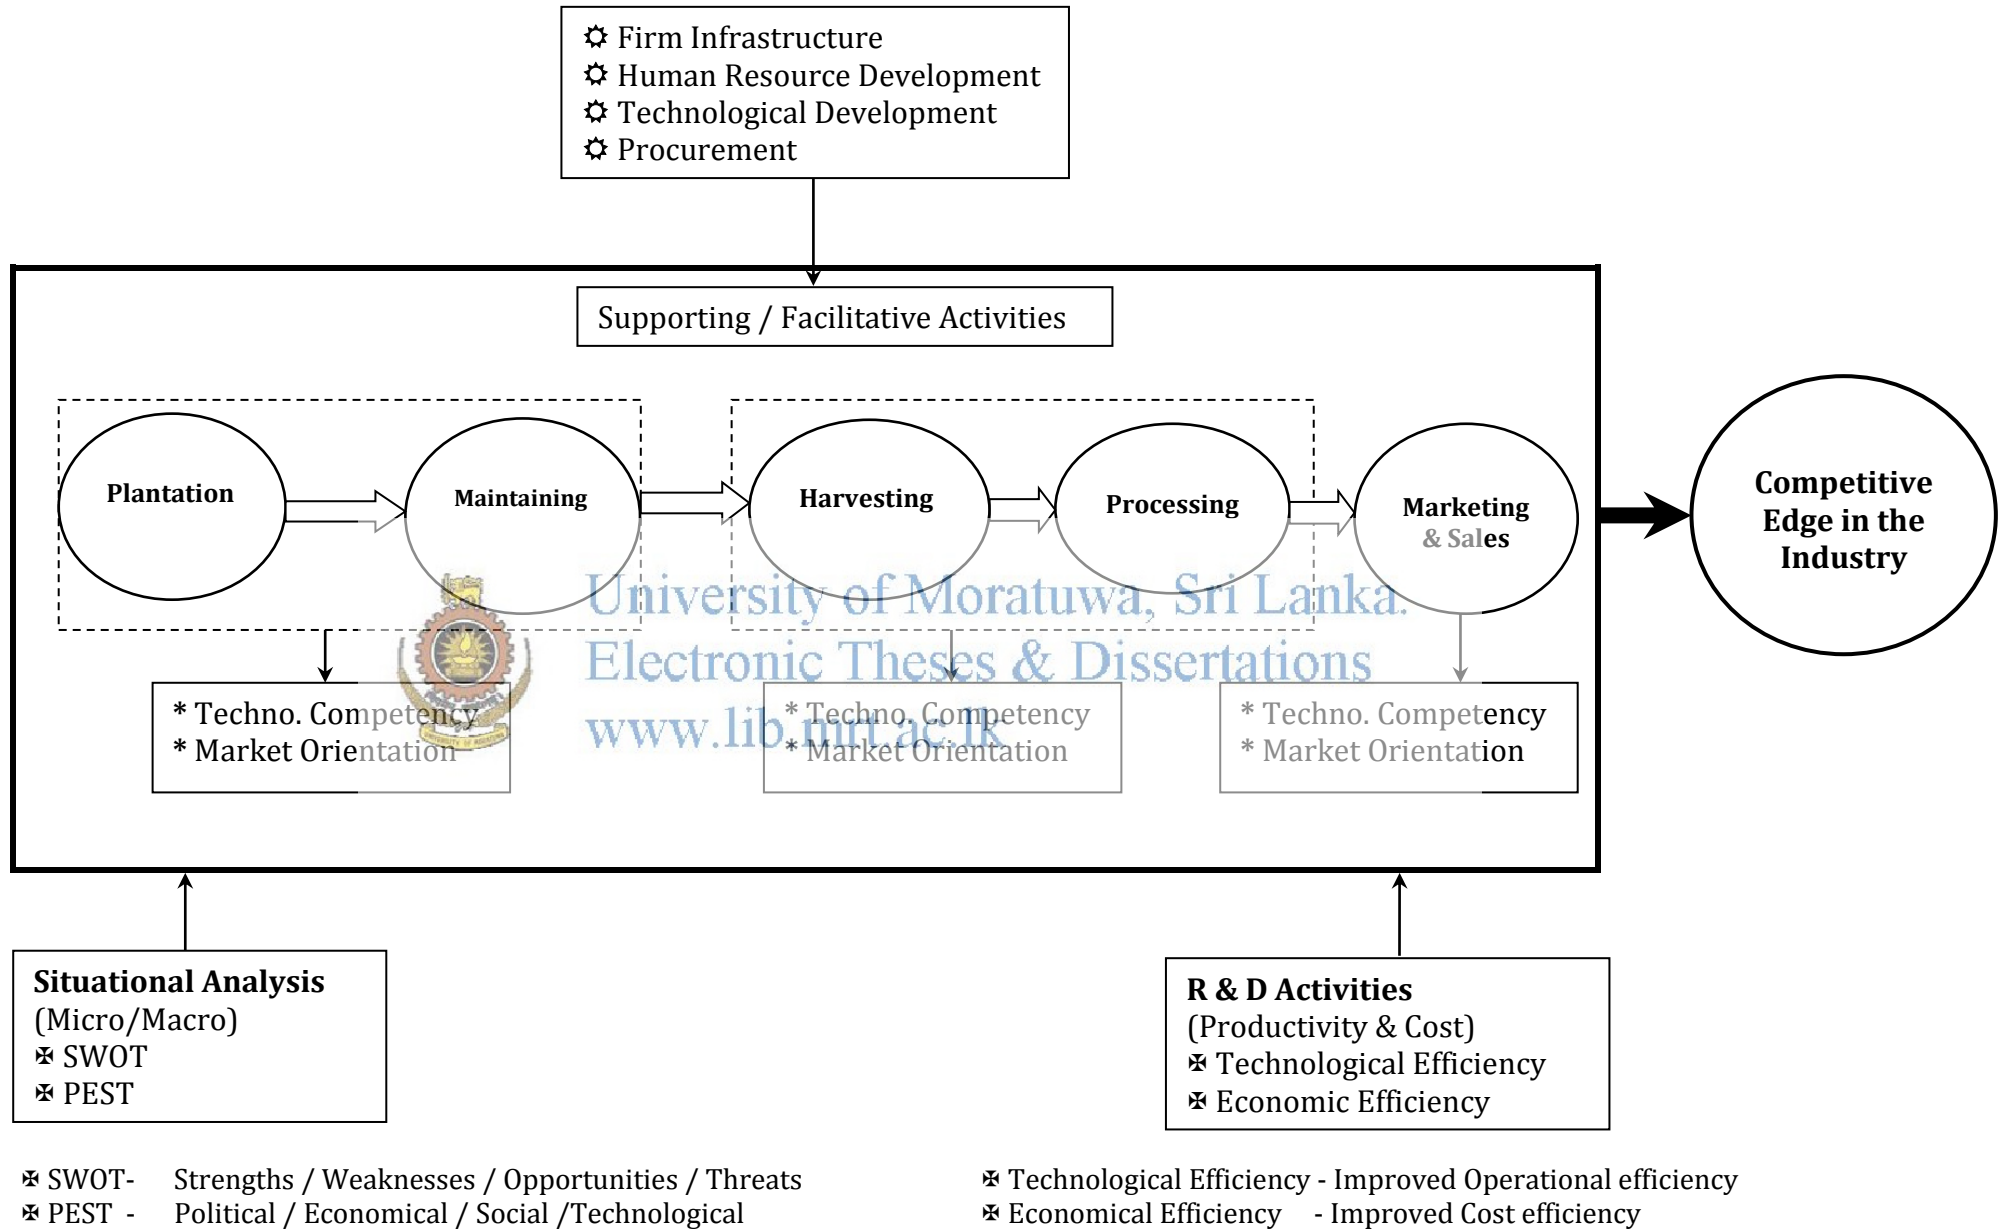 Firm Infrastructure
Human Resource Development
Technological Development
Procurement
Supporting / Facilitative Activities
Plantation
Maintaining
Harvesting
Processing
Marketing
& Sales
Competitive
Edge in the
Industry
University of Moratuwa, Sri Lanka.
Electronic Theses & Dissertations
www.lib.mrt.ac.lk
* Techno. Competency
* Market Orientation
* Techno. Competency
* Market Orientation
* Techno. Competency
* Market Orientation
Situational Analysis
(Micro/Macro)
✠ SWOT
✠ PEST
R & D Activities
(Productivity & Cost)
✠ Technological Efficiency
✠ Economic Efficiency
✠ SWOT- Strengths / Weaknesses / Opportunities / Threats
✠ PEST - Political / Economical / Social /Technological
✠ Technological Efficiency - Improved Operational efficiency
✠ Economical Efficiency - Improved Cost efficiency